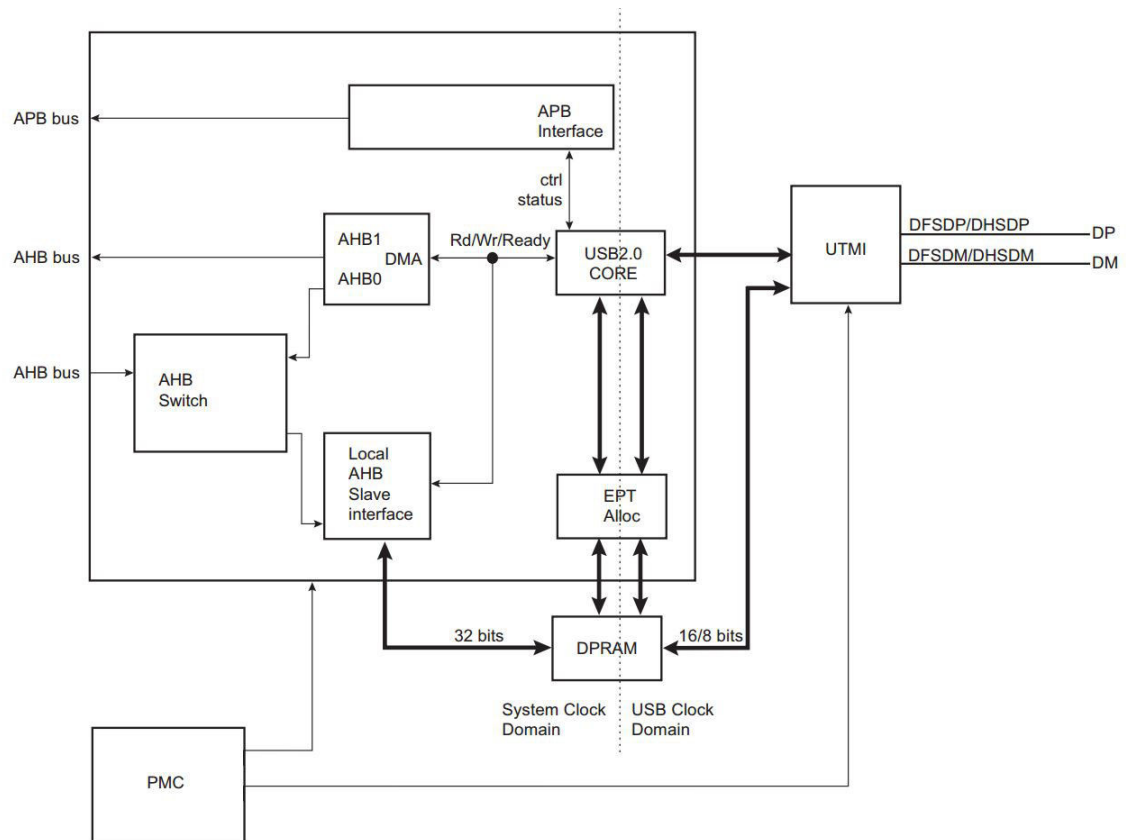 APB bus
APB
Interface
ctrl
status
AHB bus
AHB1
DMA
AHB0
Rd/Wr/Ready
USB2.0
CORE
UTMI
DFSDP/DHSDP
DP
DFSDM/DHSDM
DM
AHB bus
AHB
Switch
Local
AHB
Slave
interface
EPT
Alloc
32 bits
DPRAM
16/8 bits
System Clock
Domain
USB Clock
Domain
PMC